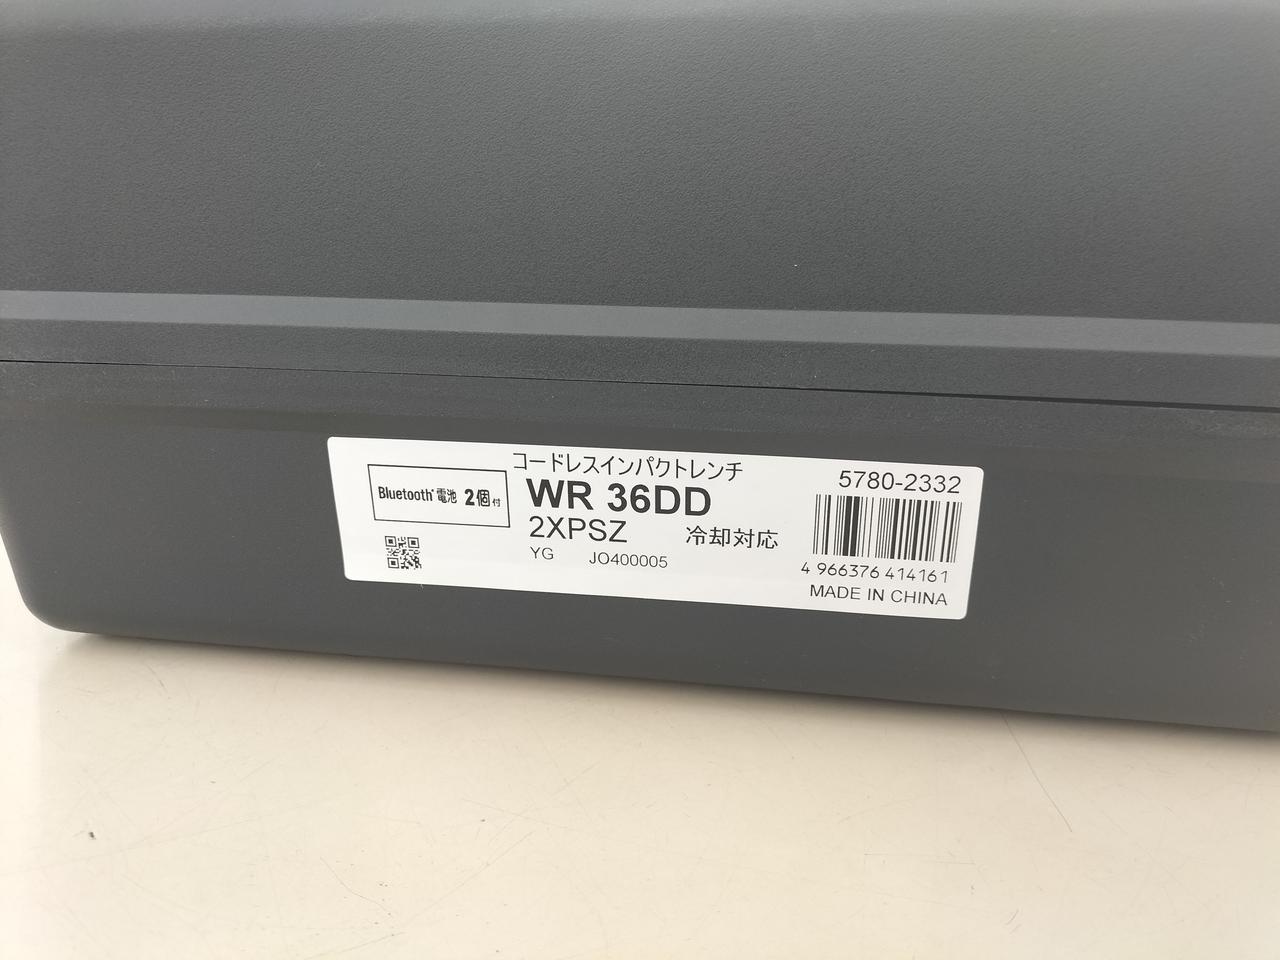 コードレスインパクトレンチ
Bluetooth®電池 2個付
WR 36DD
2XPSZ 冷却対応
YG JO400005
5780-2332
4 966376 414161
MADE IN CHINA